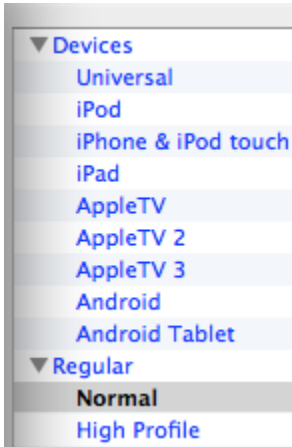 Devices
Universal
iPod
iPhone & iPod touch
iPad
AppleTV
AppleTV 2
AppleTV 3
Android
Android Tablet
Regular
Normal
High Profile